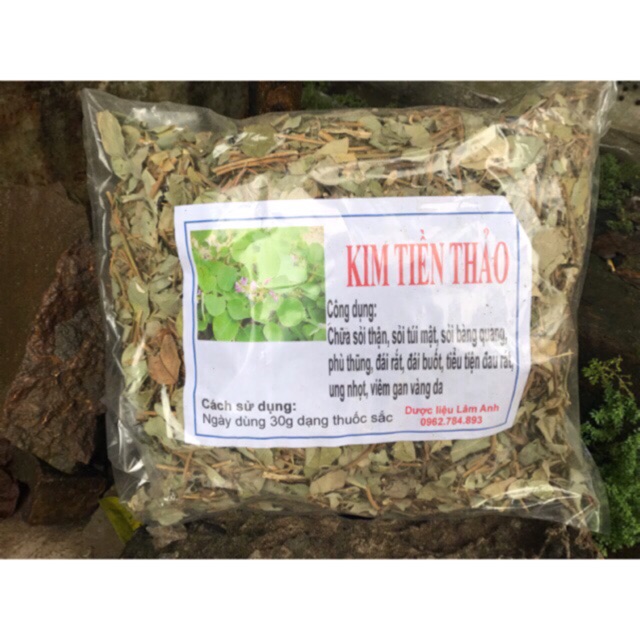 KIM TIỀN THẢO
Công dụng:
Chữa sỏi thận, sỏi túi mật, sỏi bàng quang,
phù thũng, đái rắt, đái buốt, tiểu tiện đau rát,
ung nhọt, viêm gan vàng da
Cách sử dụng:
Ngày dùng 30g dạng thuốc sắc
Dược liệu Lâm Anh
0962.784.893